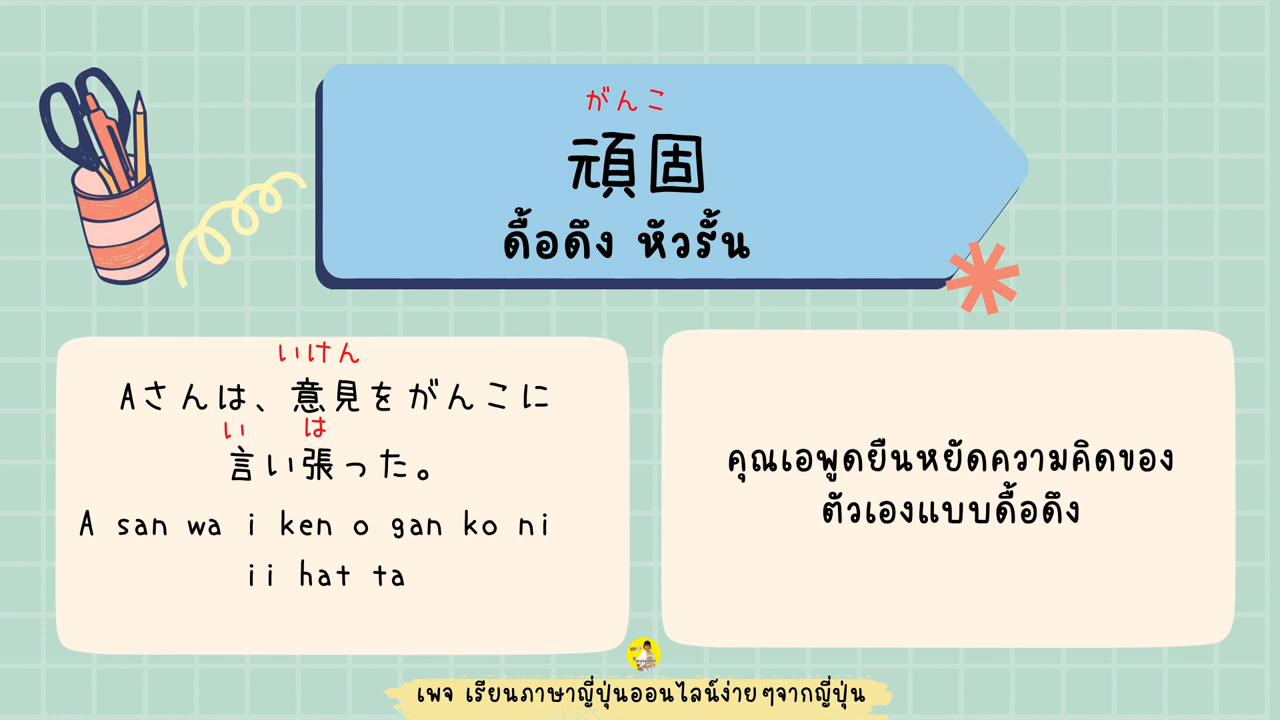 がんこ
頑固
ดื้อดึง หัวรั้น
いけん
Aさんは、意見をがんこに
い は
言い張った。
A san wa i ken o gan ko ni
ii hat ta
คุณเอพูดยืนหยัดความคิดของ
ตัวเองแบบดื้อดึง
เพจ เรียนภาษาญี่ปุ่นออนไลน์ง่ายๆจากญี่ปุ่น